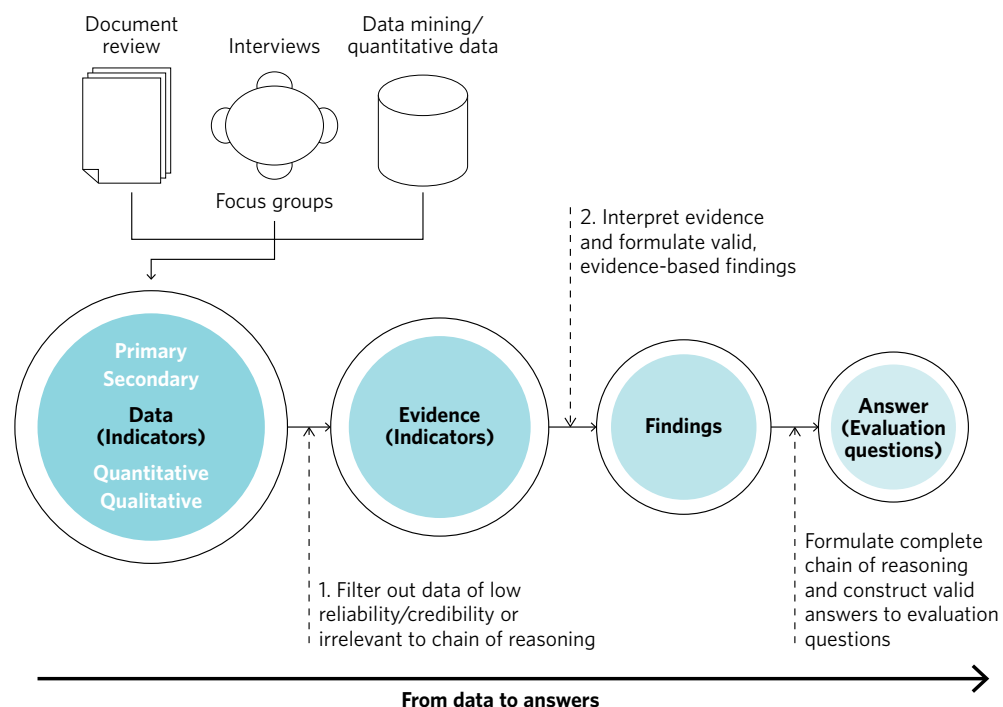 Document
review
Interviews
Data mining/
quantitative data
Focus groups
2. Interpret evidence
and formulate valid,
evidence-based findings
Primary
Secondary
Data
(Indicators)
Quantitative
Qualitative
Evidence
(Indicators)
Findings
Answer
(Evaluation
questions)
1. Filter out data of low
reliability/credibility or
irrelevant to chain of reasoning
Formulate complete
chain of reasoning
and construct valid
answers to evaluation
questions
From data to answers